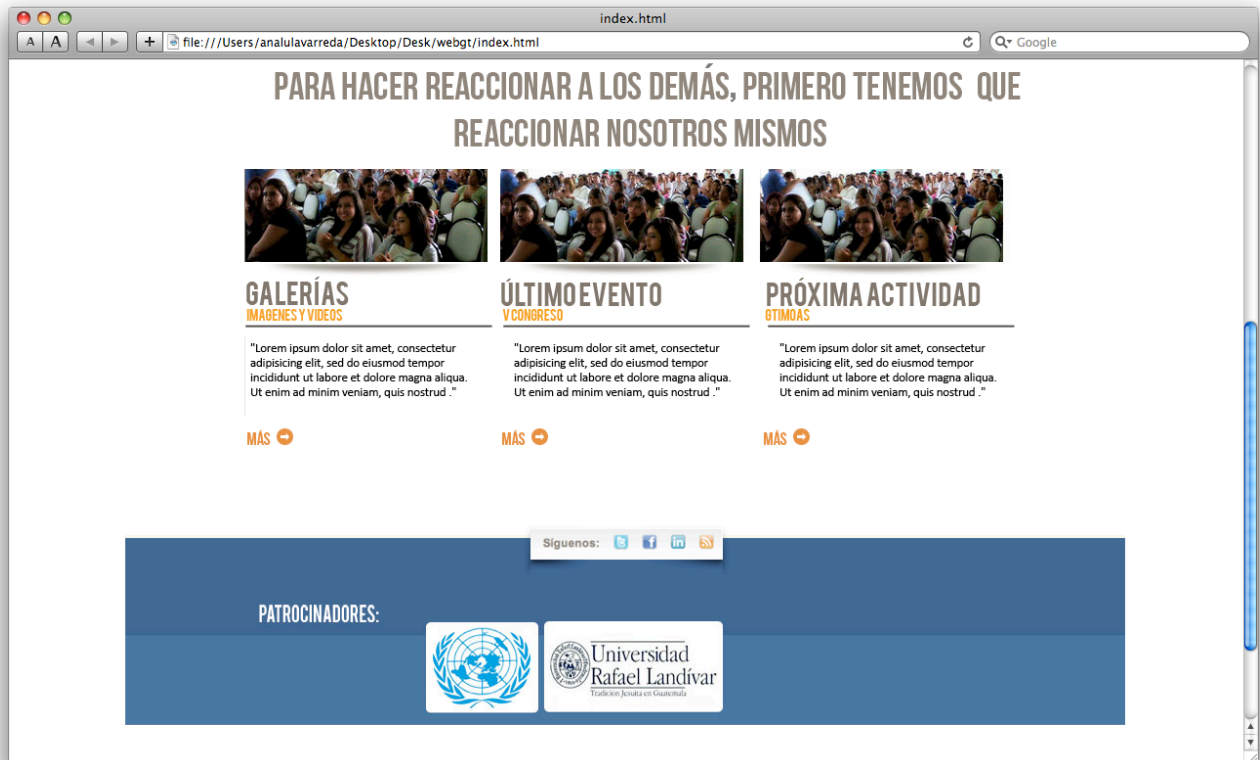 index.html
A A
file:///Users/analulavarreda/Desktop/Desk/webgt/index.html
Google
PARA HACER REACCIONAR A LOS DEMÁS, PRIMERO TENEMOS QUE
REACCIONAR NOSOTROS MISMOS
GALERÍAS
IMAGENES Y VIDEOS
"Lorem ipsum dolor sit amet, consectetur
adipisicing elit, sed do eiusmod tempor
incididunt ut labore et dolore magna aliqua.
Ut enim ad minim veniam, quis nostrud ."
MÁS
ÚLTIMO EVENTO
V CONGRESO
"Lorem ipsum dolor sit amet, consectetur
adipisicing elit, sed do eiusmod tempor
incididunt ut labore et dolore magna aliqua.
Ut enim ad minim veniam, quis nostrud ."
MÁS
PRÓXIMA ACTIVIDAD
GTIMOAS
"Lorem ipsum dolor sit amet, consectetur
adipisicing elit, sed do eiusmod tempor
incididunt ut labore et dolore magna aliqua.
Ut enim ad minim veniam, quis nostrud ."
MÁS
Síguenos:
PATROCINADORES:
Universidad
Rafael Landívar
Tradicion Jesuita en Guatemala